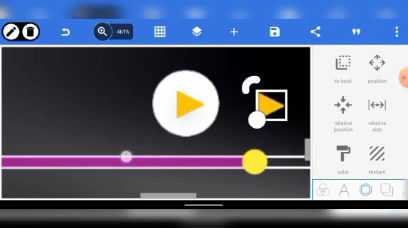 461%
to back
position
relative
position
relative
size
color
texture